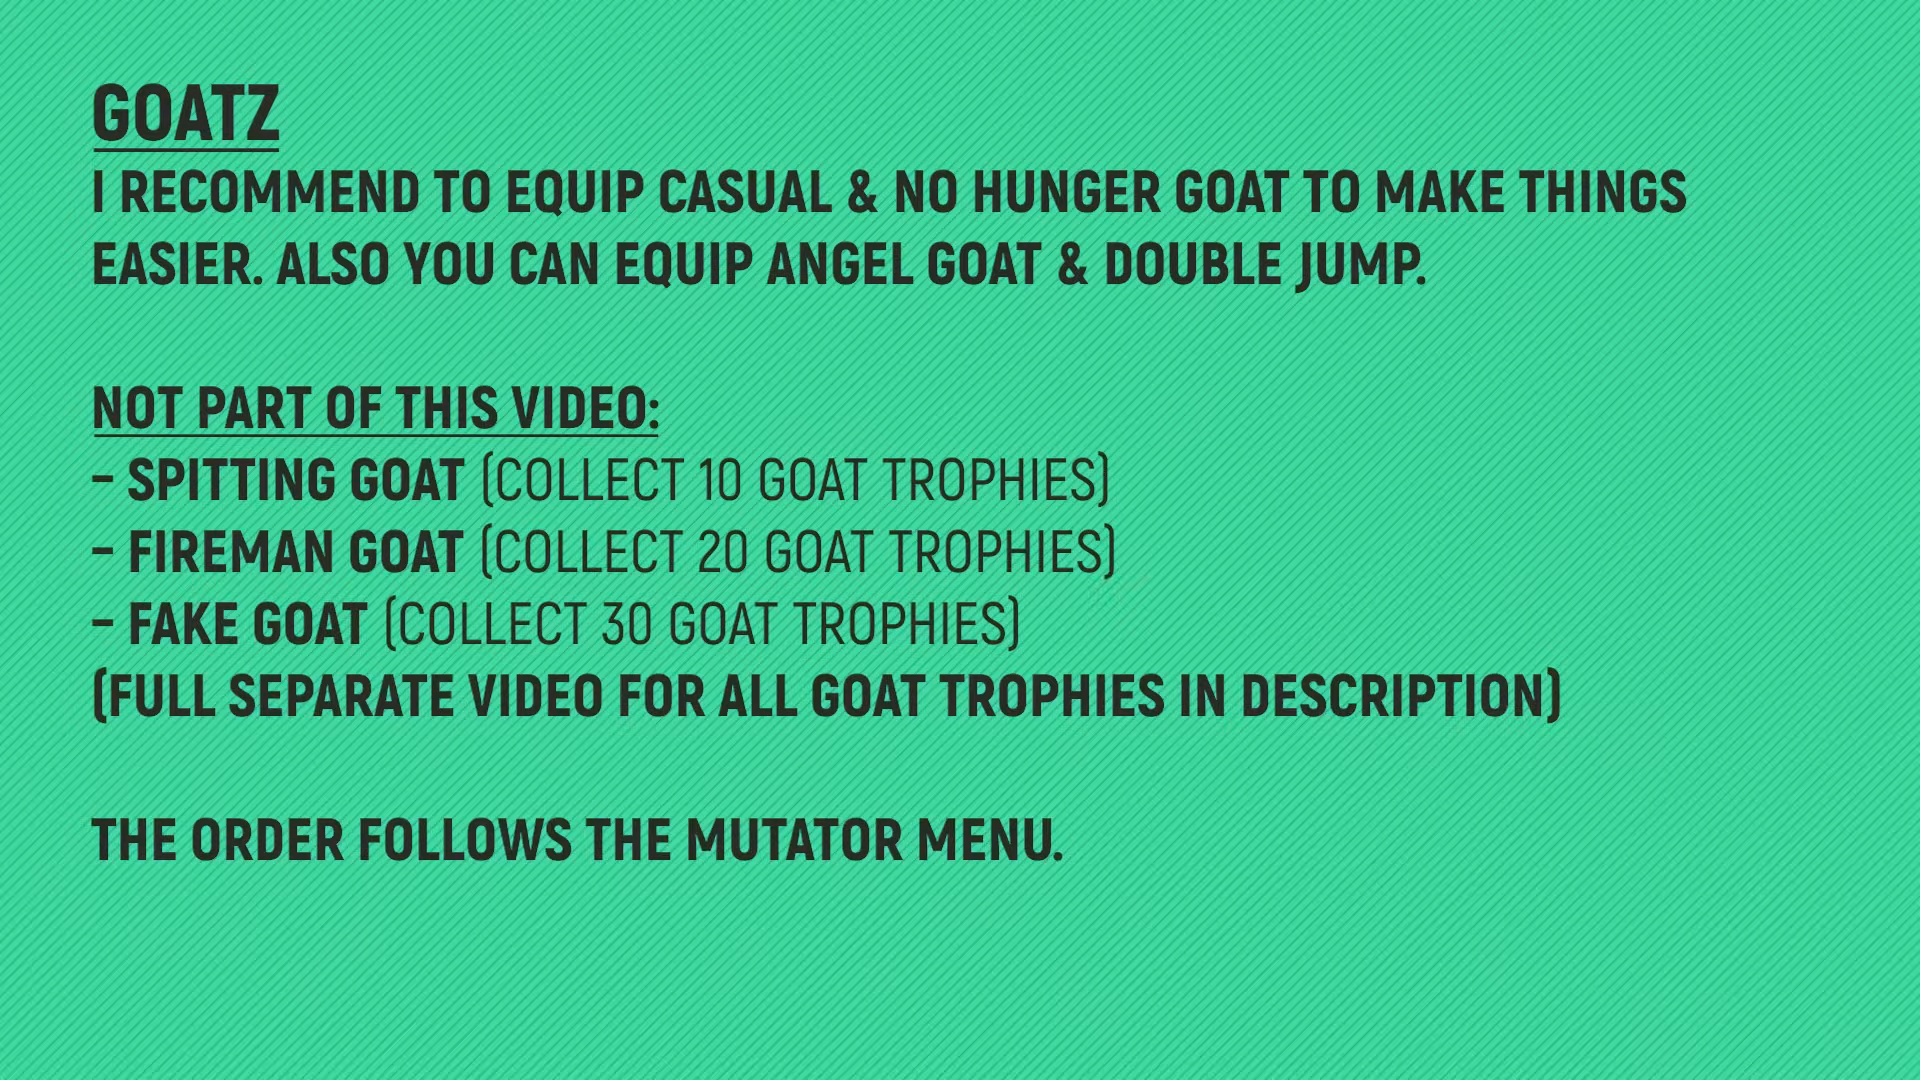 GOATZ
I RECOMMEND TO EQUIP CASUAL & NO HUNGER GOAT TO MAKE THINGS
EASIER. ALSO YOU CAN EQUIP ANGEL GOAT & DOUBLE JUMP.
NOT PART OF THIS VIDEO:
– SPITTING GOAT (COLLECT 10 GOAT TROPHIES)
– FIREMAN GOAT (COLLECT 20 GOAT TROPHIES)
– FAKE GOAT (COLLECT 30 GOAT TROPHIES)
(FULL SEPARATE VIDEO FOR ALL GOAT TROPHIES IN DESCRIPTION)
THE ORDER FOLLOWS THE MUTATOR MENU.